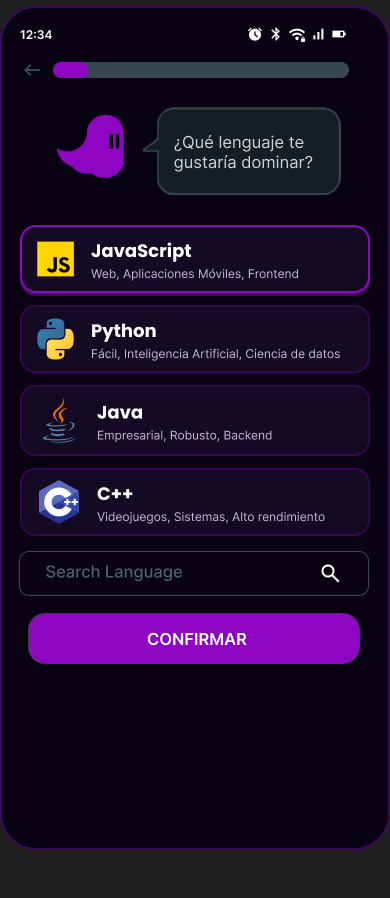 12:34
¿Qué lenguaje te
gustaría dominar?
JS
JavaScript
Web, Aplicaciones Móviles, Frontend
Python
Fácil, Inteligencia Artificial, Ciencia de datos
Java
Empresarial, Robusto, Backend
C++
C++
Videojuegos, Sistemas, Alto rendimiento
Search Language
CONFIRMAR